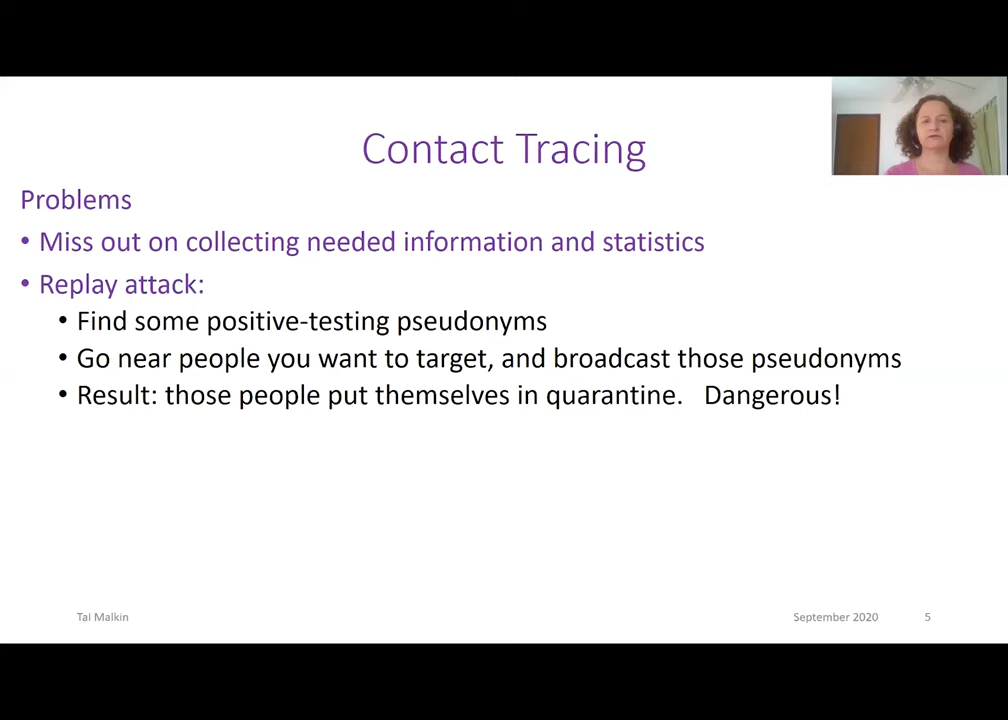 Contact Tracing
Problems
• Miss out on collecting needed information and statistics
• Replay attack:
• Find some positive-testing pseudonyms
• Go near people you want to target, and broadcast those pseudonyms
• Result: those people put themselves in quarantine. Dangerous!
Tal Malkin
September 2020
5